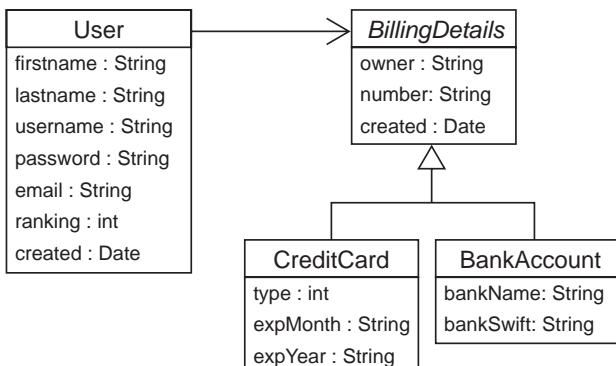 User
firstname : String
lastname : String
username : String
password : String
email : String
ranking : int
created : Date
BillingDetails
owner : String
number: String
created : Date
CreditCard
type : int
expMonth : String
expYear : String
BankAccount
bankName: String
bankSwift: String